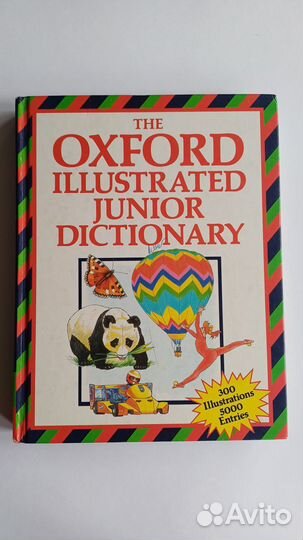 THE
OXFORD
ILLUSTRATED
JUNIOR
DICTIONARY
300
Illustrations
5000
Entries
Avito